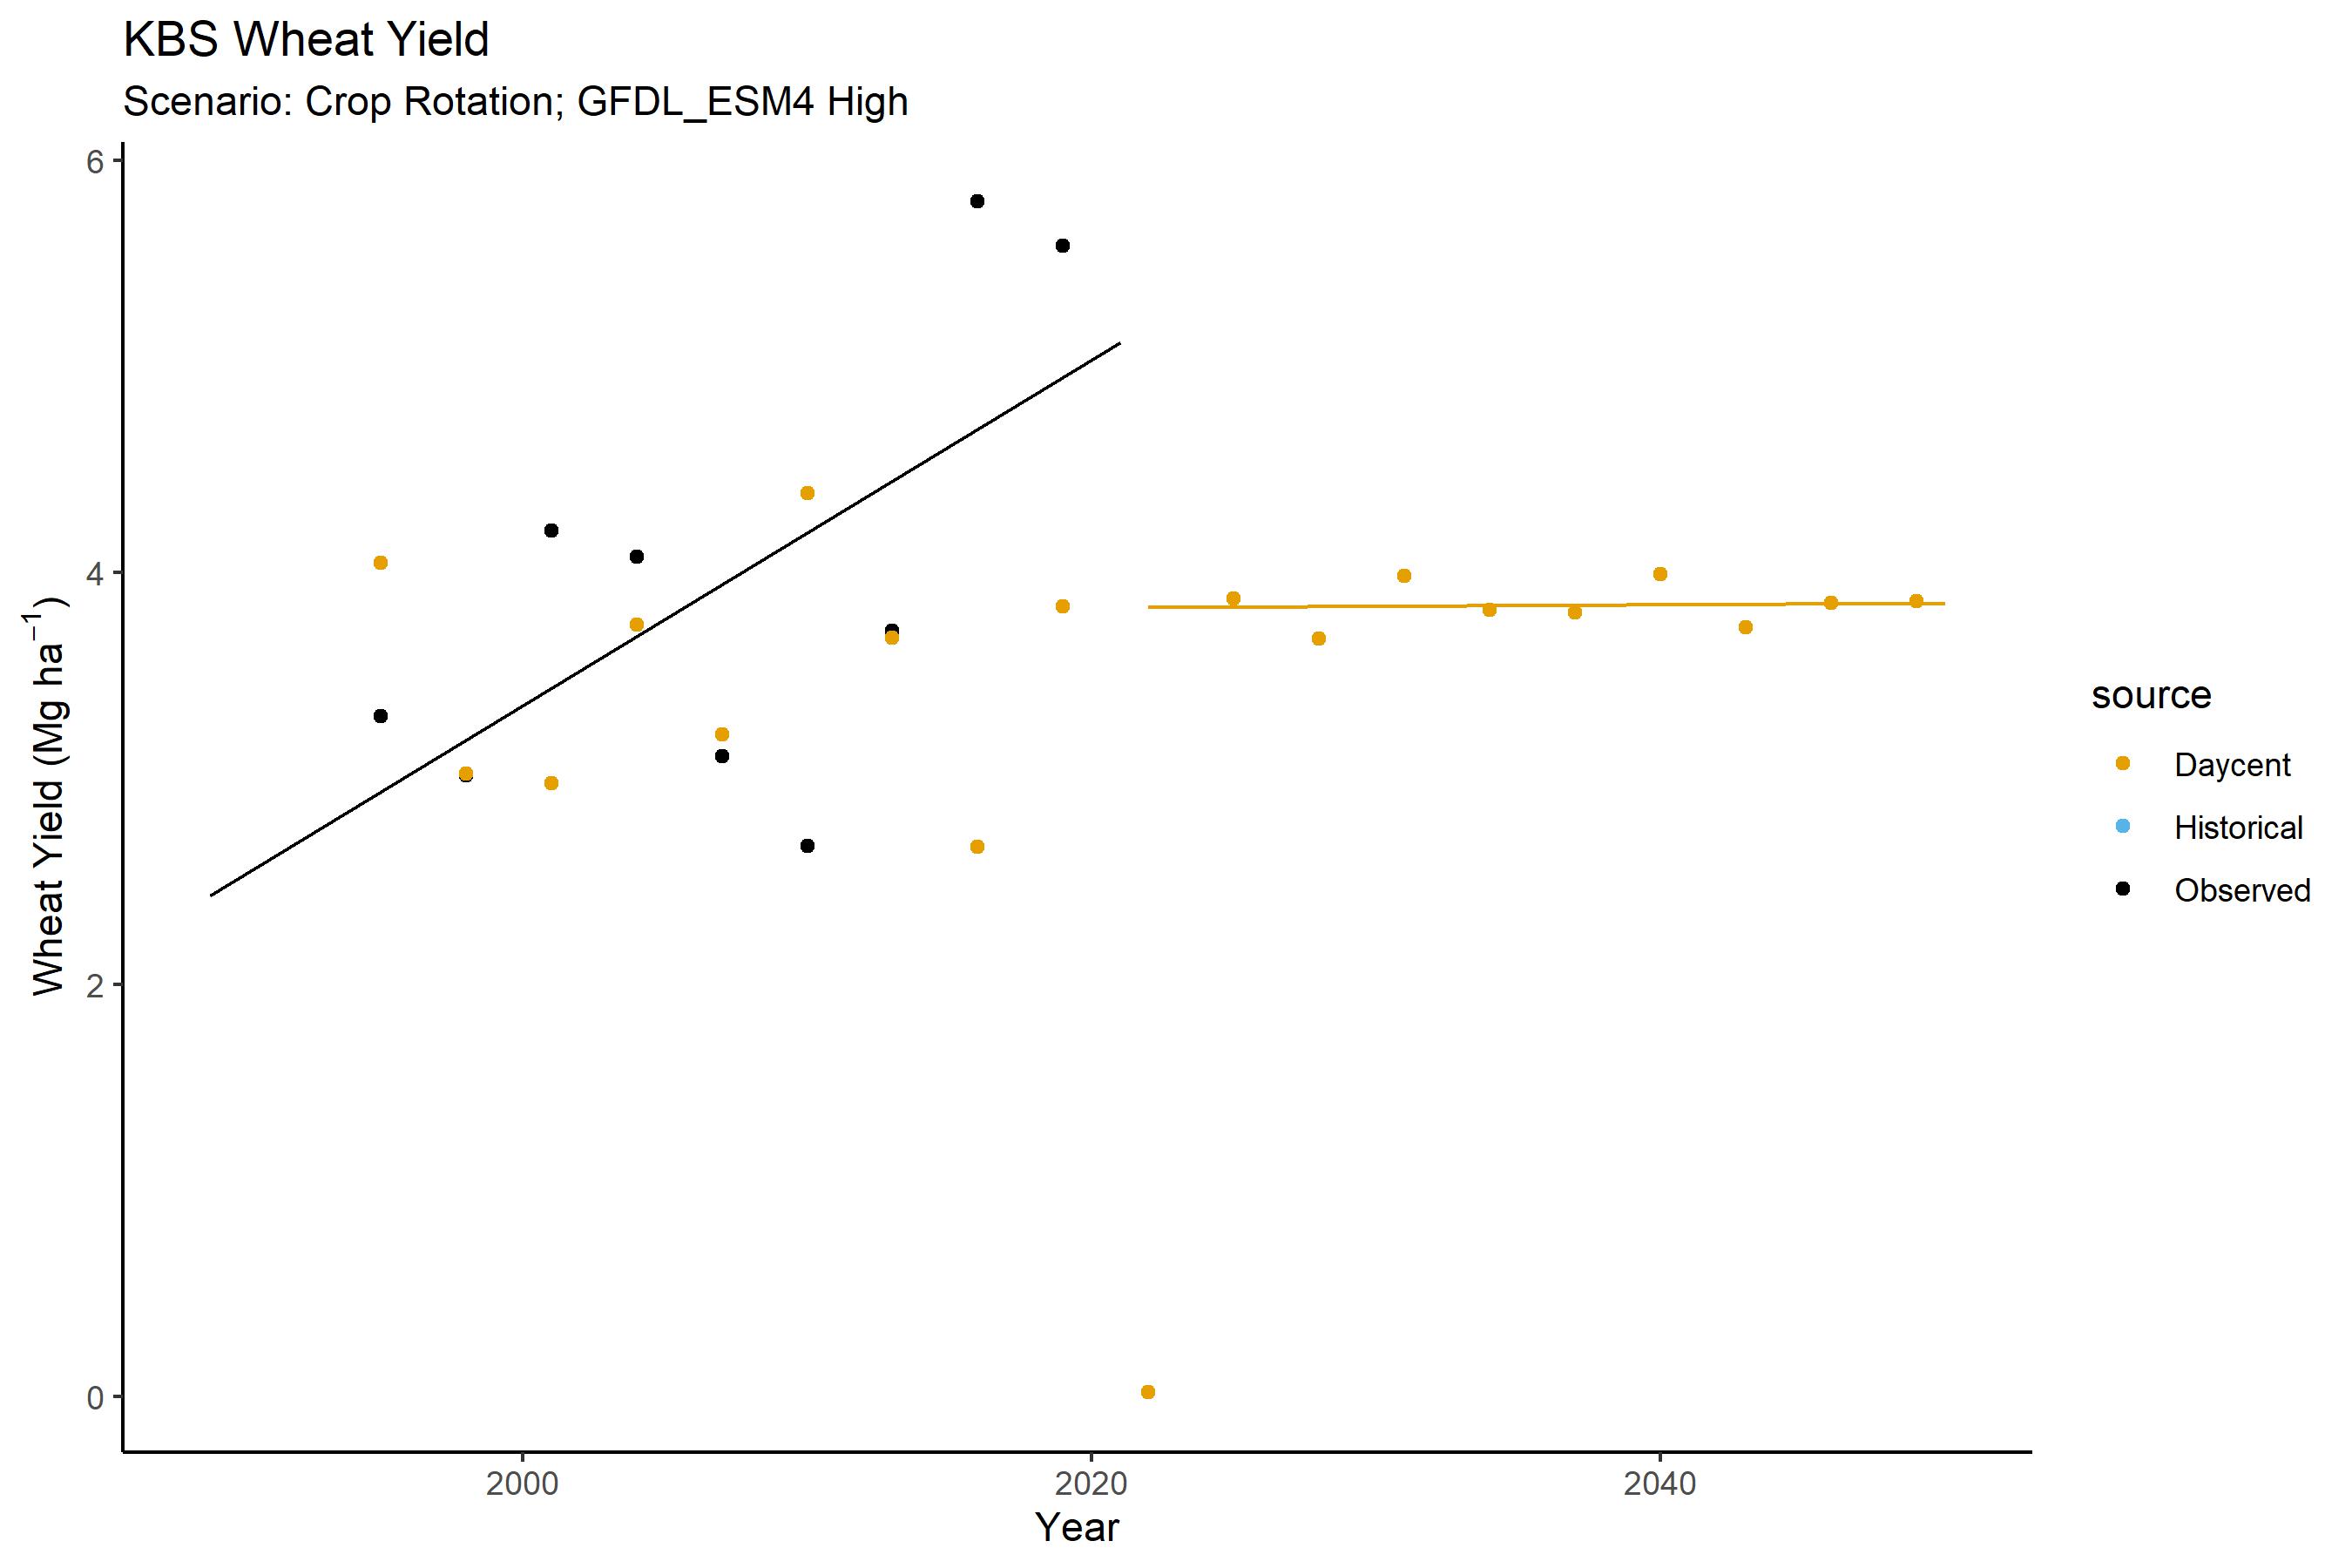 KBS Wheat Yield
Scenario: Crop Rotation; GFDL_ESM4 High
Wheat Yield (Mg ha⁻¹)
6
4
2
0
2000 2020 2040
Year
source
Daycent
Historical
Observed